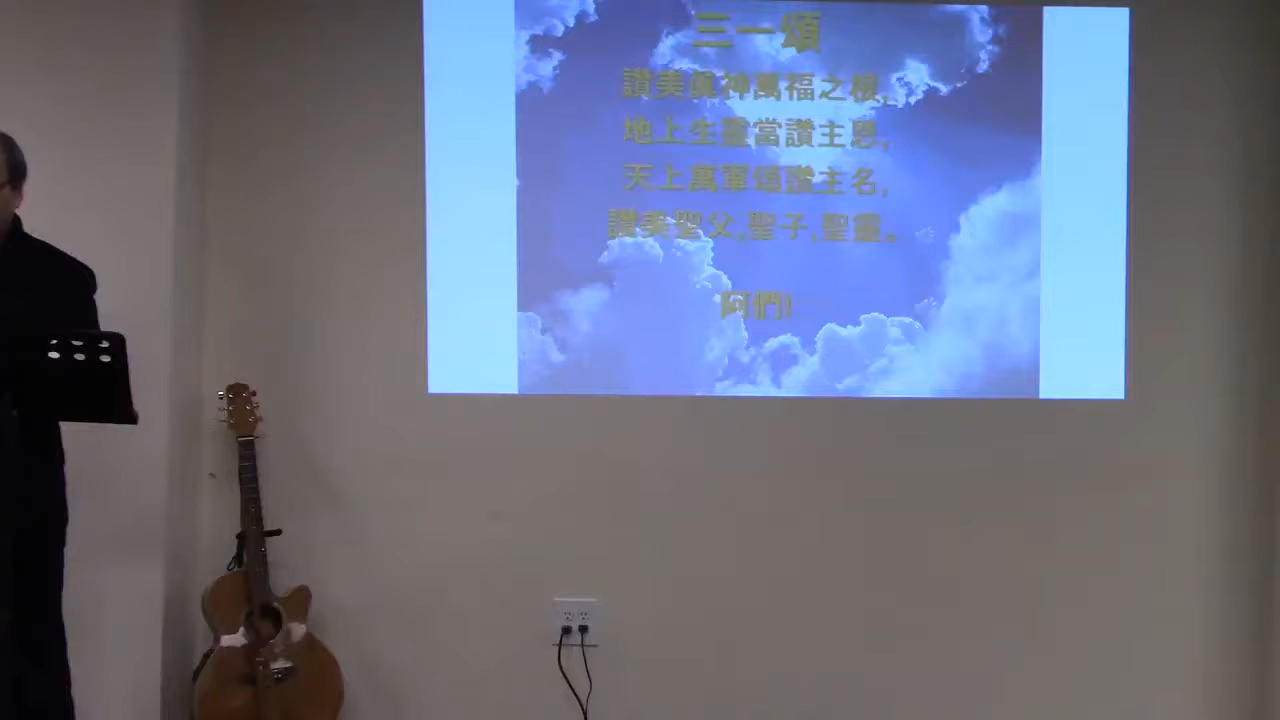 三一頌
讚美真神萬福之根,
地上生靈當讚主恩,
天上萬軍頌讚主名,
讚美聖父,聖子,聖靈。
阿們!